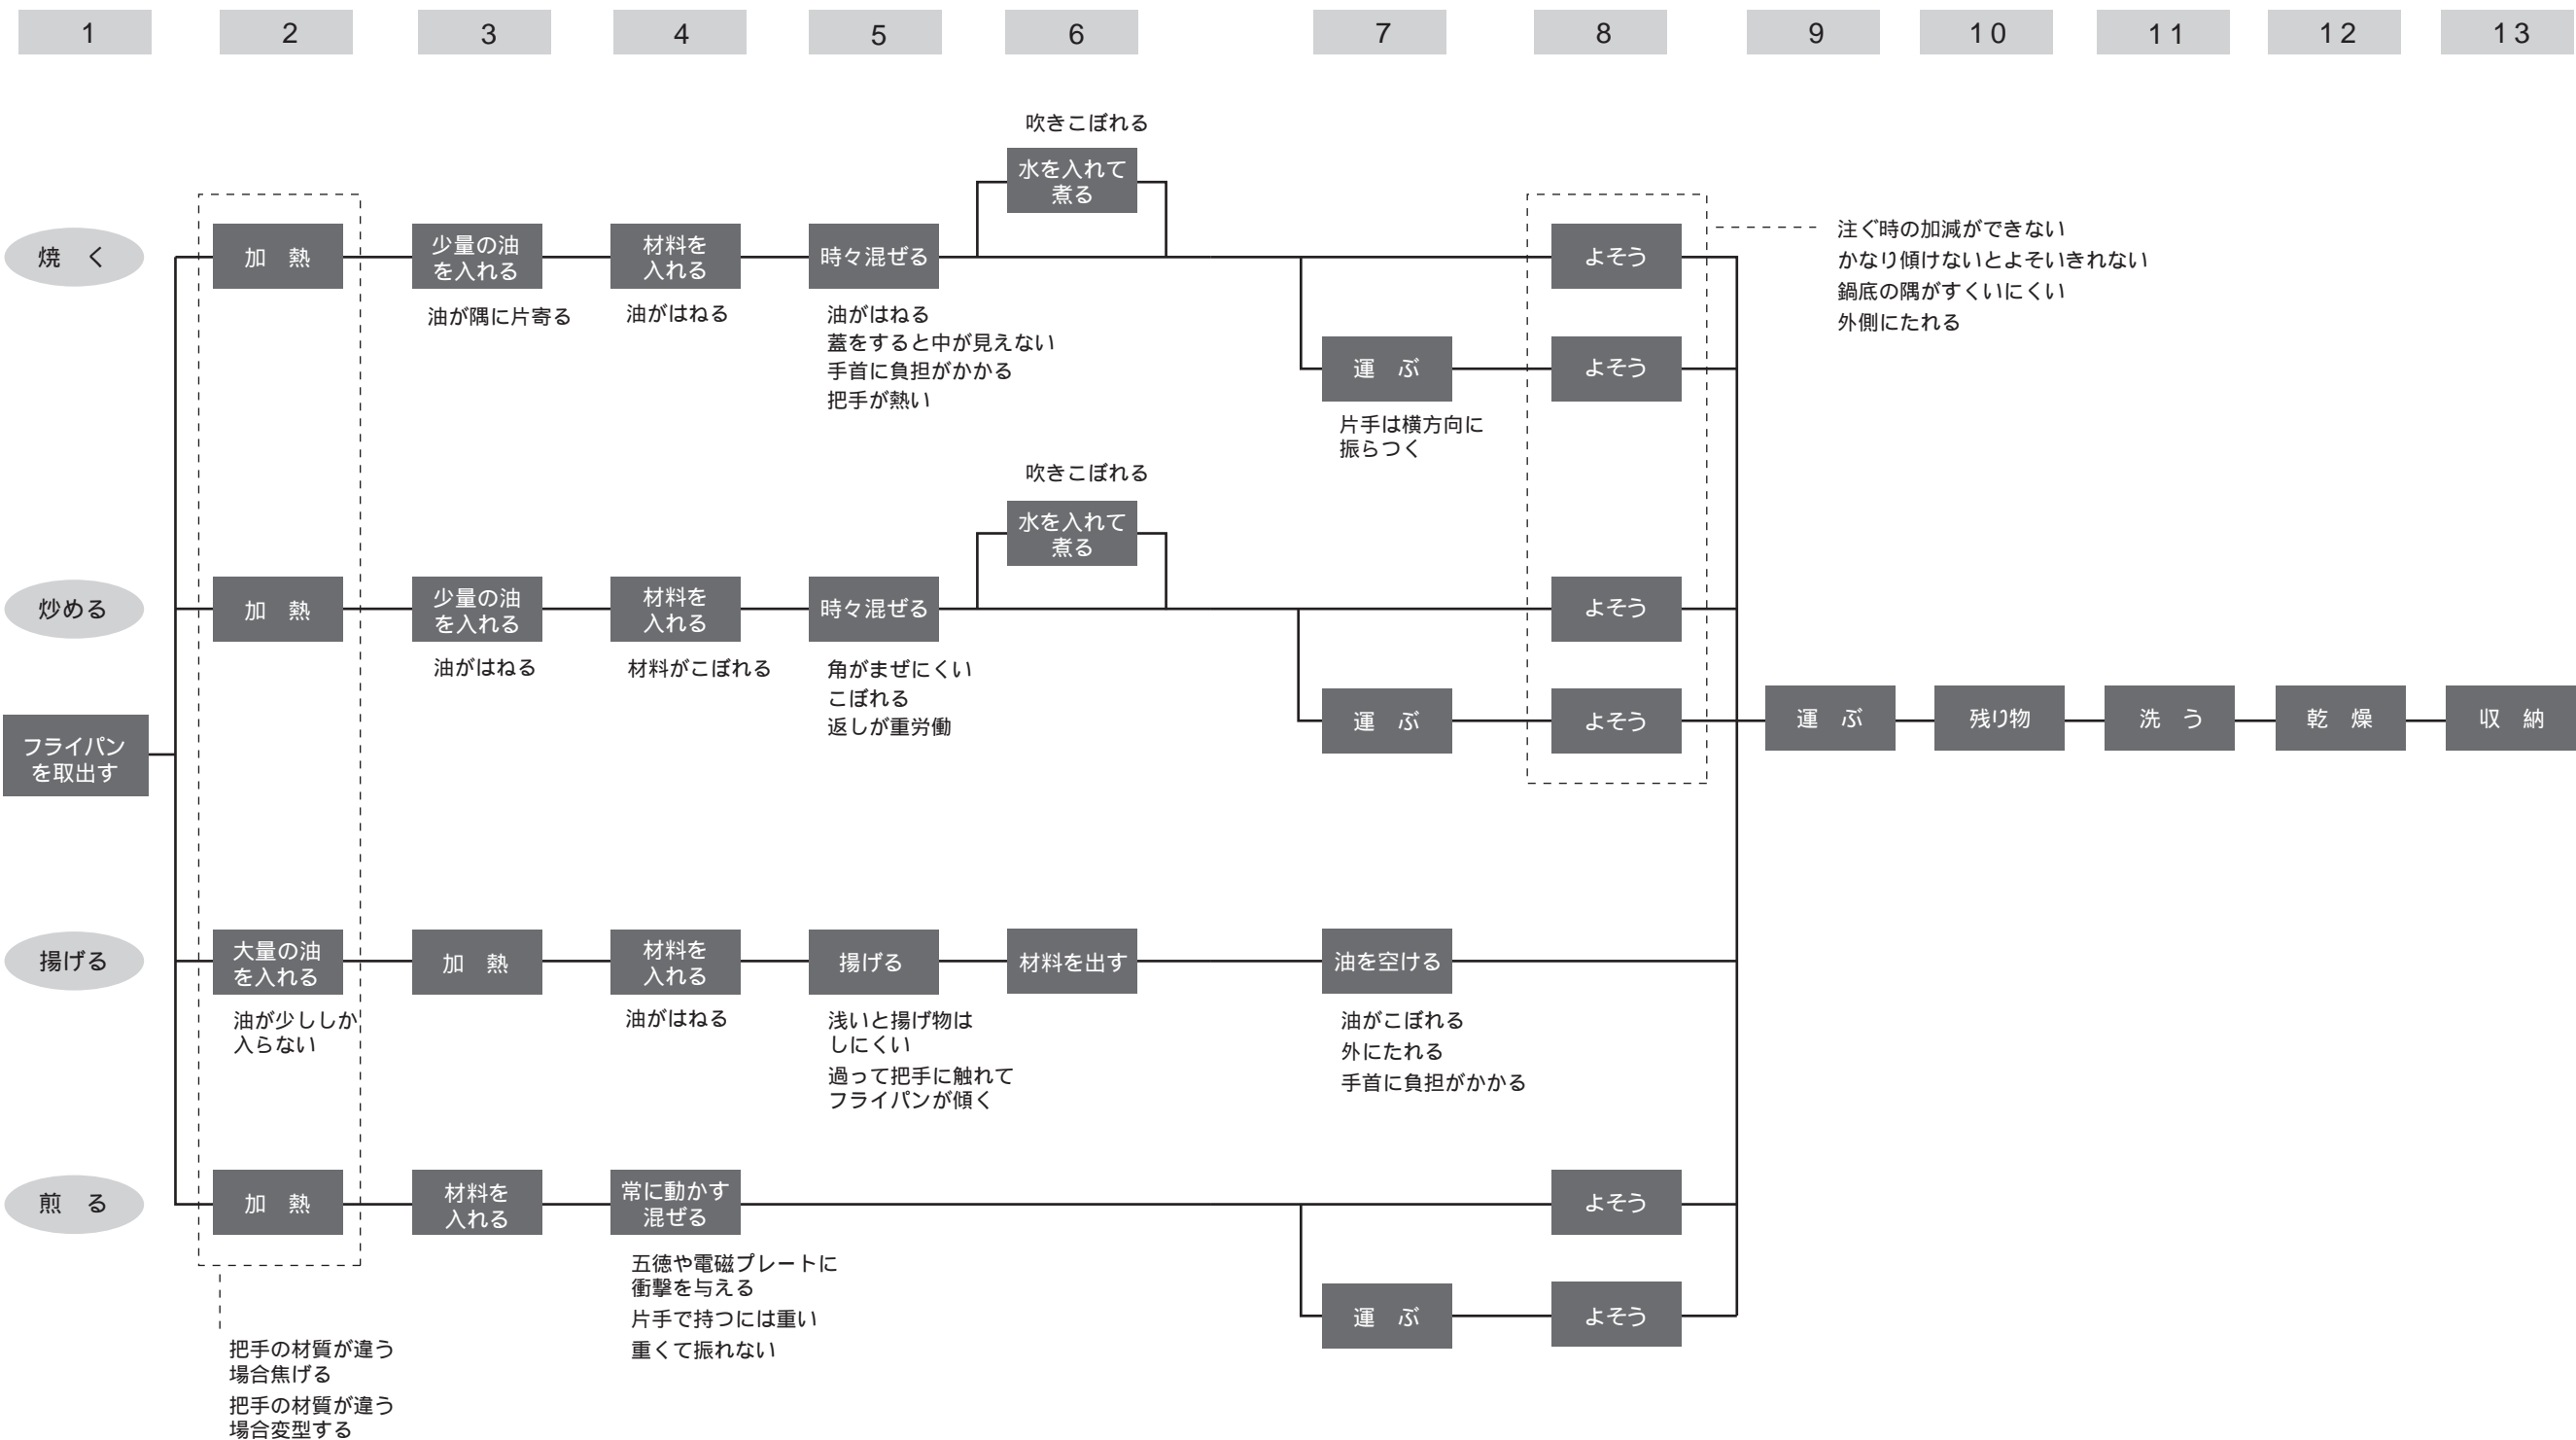 1
2
3
4
5
6
7
8
9
10
11
12
13
吹きこぼれる
水を入れて
煮る
焼 く
加 熱
少量の油
を入れる
材料を
入れる
時々混ぜる
よそう
油が隅に片寄る
油がはねる
油がはねる
蓋をすると中が見えない
手首に負担がかかる
把手が熱い
運 ぶ
よそう
片手は横方向に
振らつく
注ぐ時の加減ができない
かなり傾けないとよそいきれない
鍋底の隅がすくいにくい
外側にたれる
吹きこぼれる
水を入れて
煮る
炒める
加 熱
少量の油
を入れる
材料を
入れる
時々混ぜる
よそう
油がはねる
材料がこぼれる
角がまぜにくい
こぼれる
返しが重労働
運 ぶ
よそう
フライパン
を取出す
運 ぶ
残り物
洗 う
乾 燥
収 納
揚げる
大量の油
を入れる
加 熱
材料を
入れる
揚げる
材料を出す
油を空ける
油が少ししか
入らない
油がはねる
浅いと揚げ物は
しにくい
過って把手に触れて
フライパンが傾く
油がこぼれる
外にたれる
手首に負担がかかる
煎 る
加 熱
材料を
入れる
常に動かす
混ぜる
よそう
五徳や電磁プレートに
衝撃を与える
片手で持つには重い
重くて振れない
運 ぶ
よそう
把手の材質が違う
場合焦げる
把手の材質が違う
場合変型する